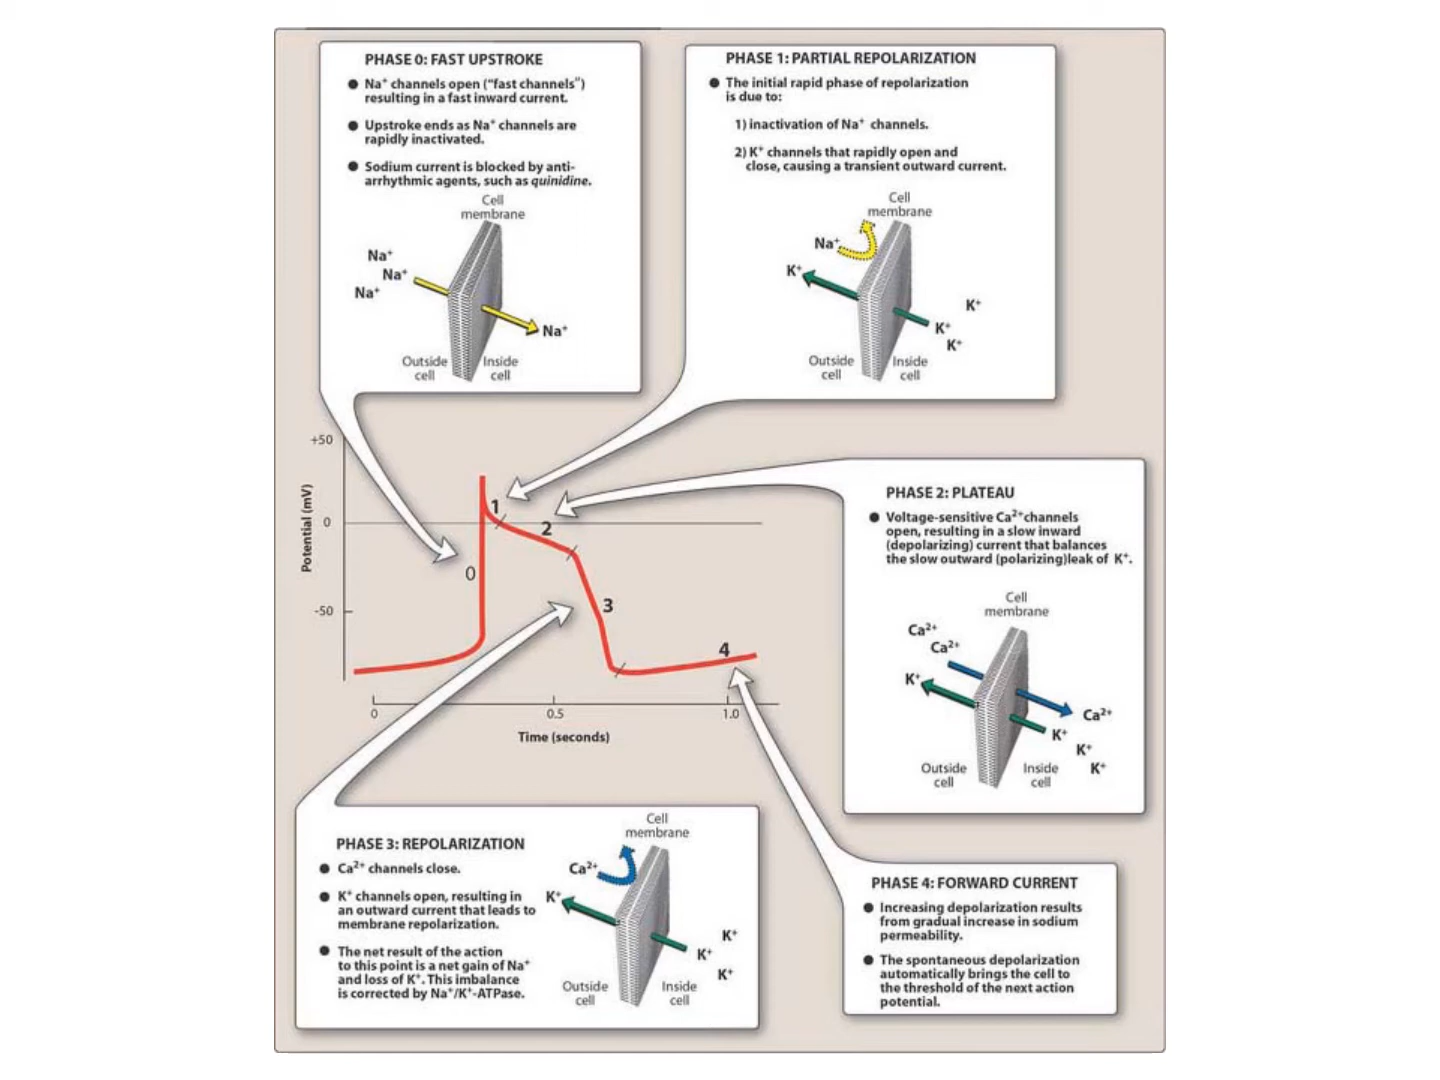 PHASE 0: FAST UPSTROKE
● Na⁺ channels open (“fast channels”)
resulting in a fast inward current.
● Upstroke ends as Na⁺ channels are
rapidly inactivated.
● Sodium current is blocked by anti-
arrhythmic agents, such as quinidine.
Cell
membrane
Na⁺
Na⁺
Na⁺
Na⁺
Outside
cell
Inside
cell
PHASE 1: PARTIAL REPOLARIZATION
● The initial rapid phase of repolarization
is due to:
1) inactivation of Na⁺ channels.
2) K⁺ channels that rapidly open and
close, causing a transient outward current.
Cell
membrane
Na⁺
K⁺
K⁺
K⁺
K⁺
Outside
cell
Inside
cell
+50
0
-50
Potential (mV)
0
1
2
3
4
0
0.5
1.0
Time (seconds)
PHASE 2: PLATEAU
● Voltage-sensitive Ca²⁺channels
open, resulting in a slow inward
(depolarizing) current that balances
the slow outward (polarizing)leak of K⁺.
Cell
membrane
Ca²⁺
Ca²⁺
K⁺
Ca²⁺
K⁺
K⁺
K⁺
Outside
cell
Inside
cell
PHASE 3: REPOLARIZATION
● Ca²⁺ channels close.
● K⁺ channels open, resulting in
an outward current that leads to
membrane repolarization.
● The net result of the action
to this point is a net gain of Na⁺
and loss of K⁺. This imbalance
is corrected by Na⁺/K⁺-ATPase.
Cell
membrane
Ca²⁺
K⁺
K⁺
K⁺
K⁺
Outside
cell
Inside
cell
PHASE 4: FORWARD CURRENT
● Increasing depolarization results
from gradual increase in sodium
permeability.
● The spontaneous depolarization
automatically brings the cell to
the threshold of the next action
potential.